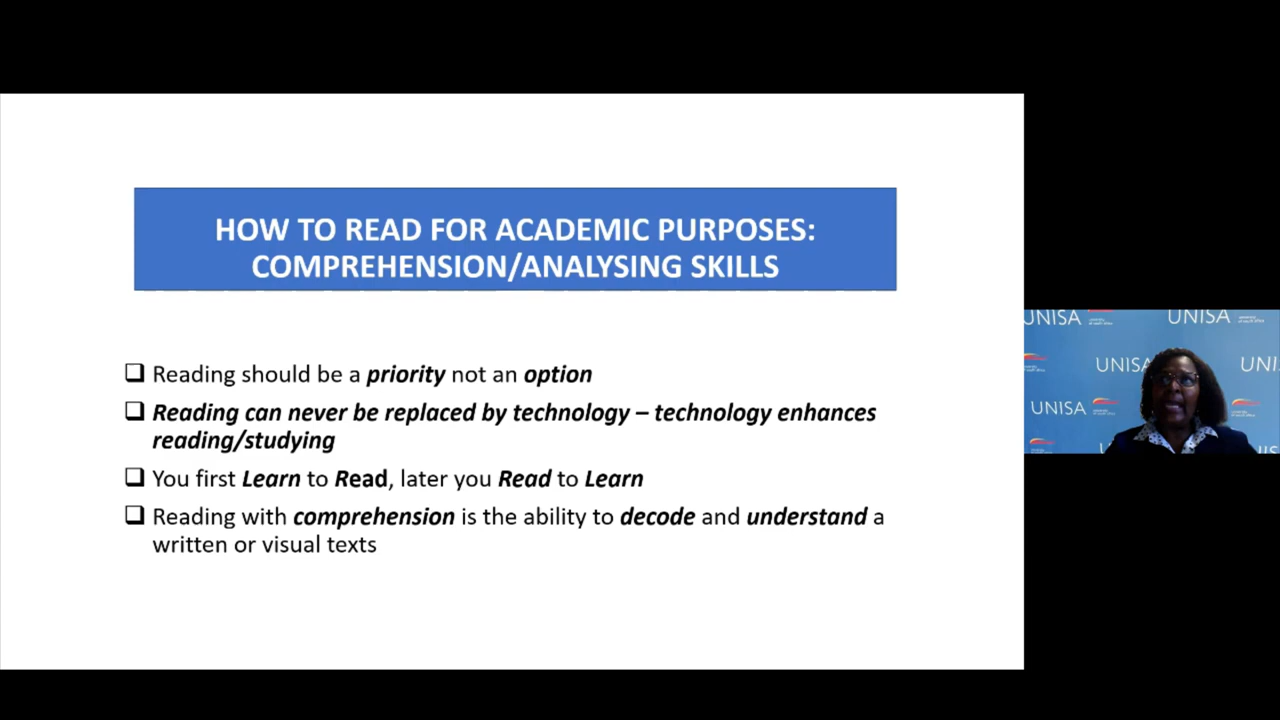 HOW TO READ FOR ACADEMIC PURPOSES:
COMPREHENSION/ANALYSING SKILLS
Reading should be a priority not an option
Reading can never be replaced by technology – technology enhances
reading/studying
You first Learn to Read, later you Read to Learn
Reading with comprehension is the ability to decode and understand a
written or visual texts
UNISA
UNISA
UNISA
UNI
UNISA